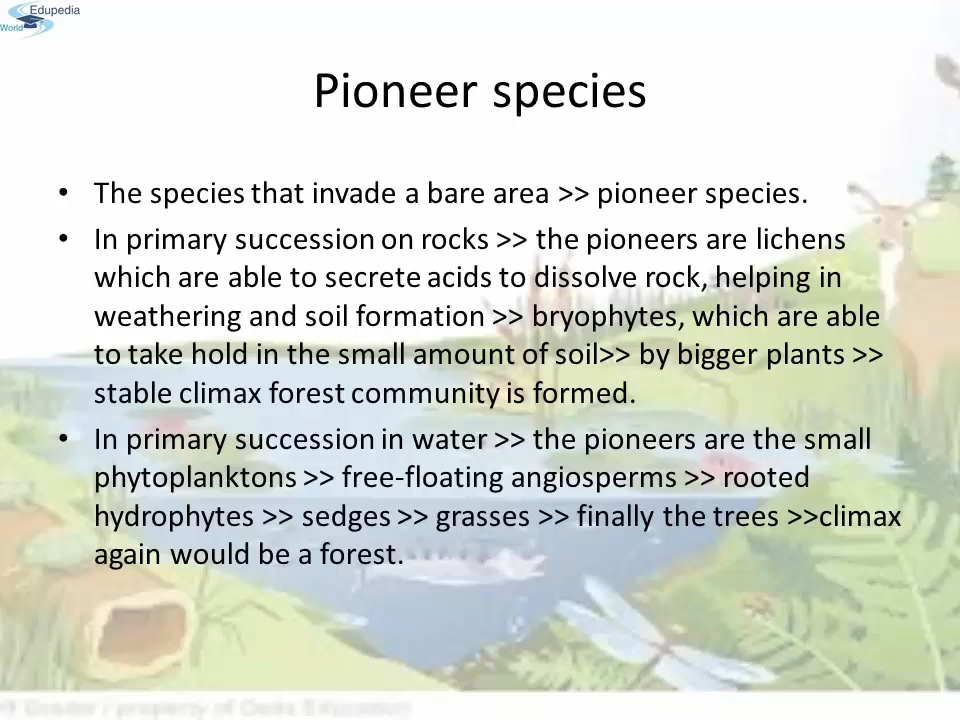 Edupedia
World
Pioneer species
• The species that invade a bare area >> pioneer species.
• In primary succession on rocks >> the pioneers are lichens
which are able to secrete acids to dissolve rock, helping in
weathering and soil formation >> bryophytes, which are able
to take hold in the small amount of soil>> by bigger plants >>
stable climax forest community is formed.
• In primary succession in water >> the pioneers are the small
phytoplanktons >> free-floating angiosperms >> rooted
hydrophytes >> sedges >> grasses >> finally the trees >>climax
again would be a forest.
property of